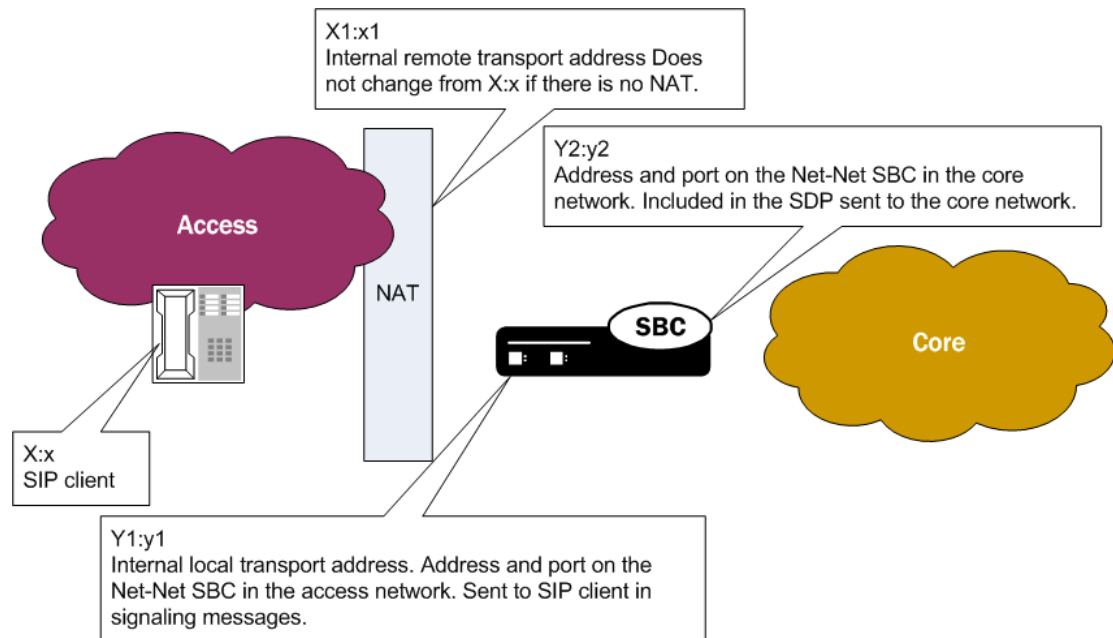 X1:x1
Internal remote transport address Does
not change from X:x if there is no NAT.
Y2:y2
Address and port on the Net-Net SBC in the core
network. Included in the SDP sent to the core network.
Access
NAT
SBC
Core
X:x
SIP client
Y1:y1
Internal local transport address. Address and port on the
Net-Net SBC in the access network. Sent to SIP client in
signaling messages.